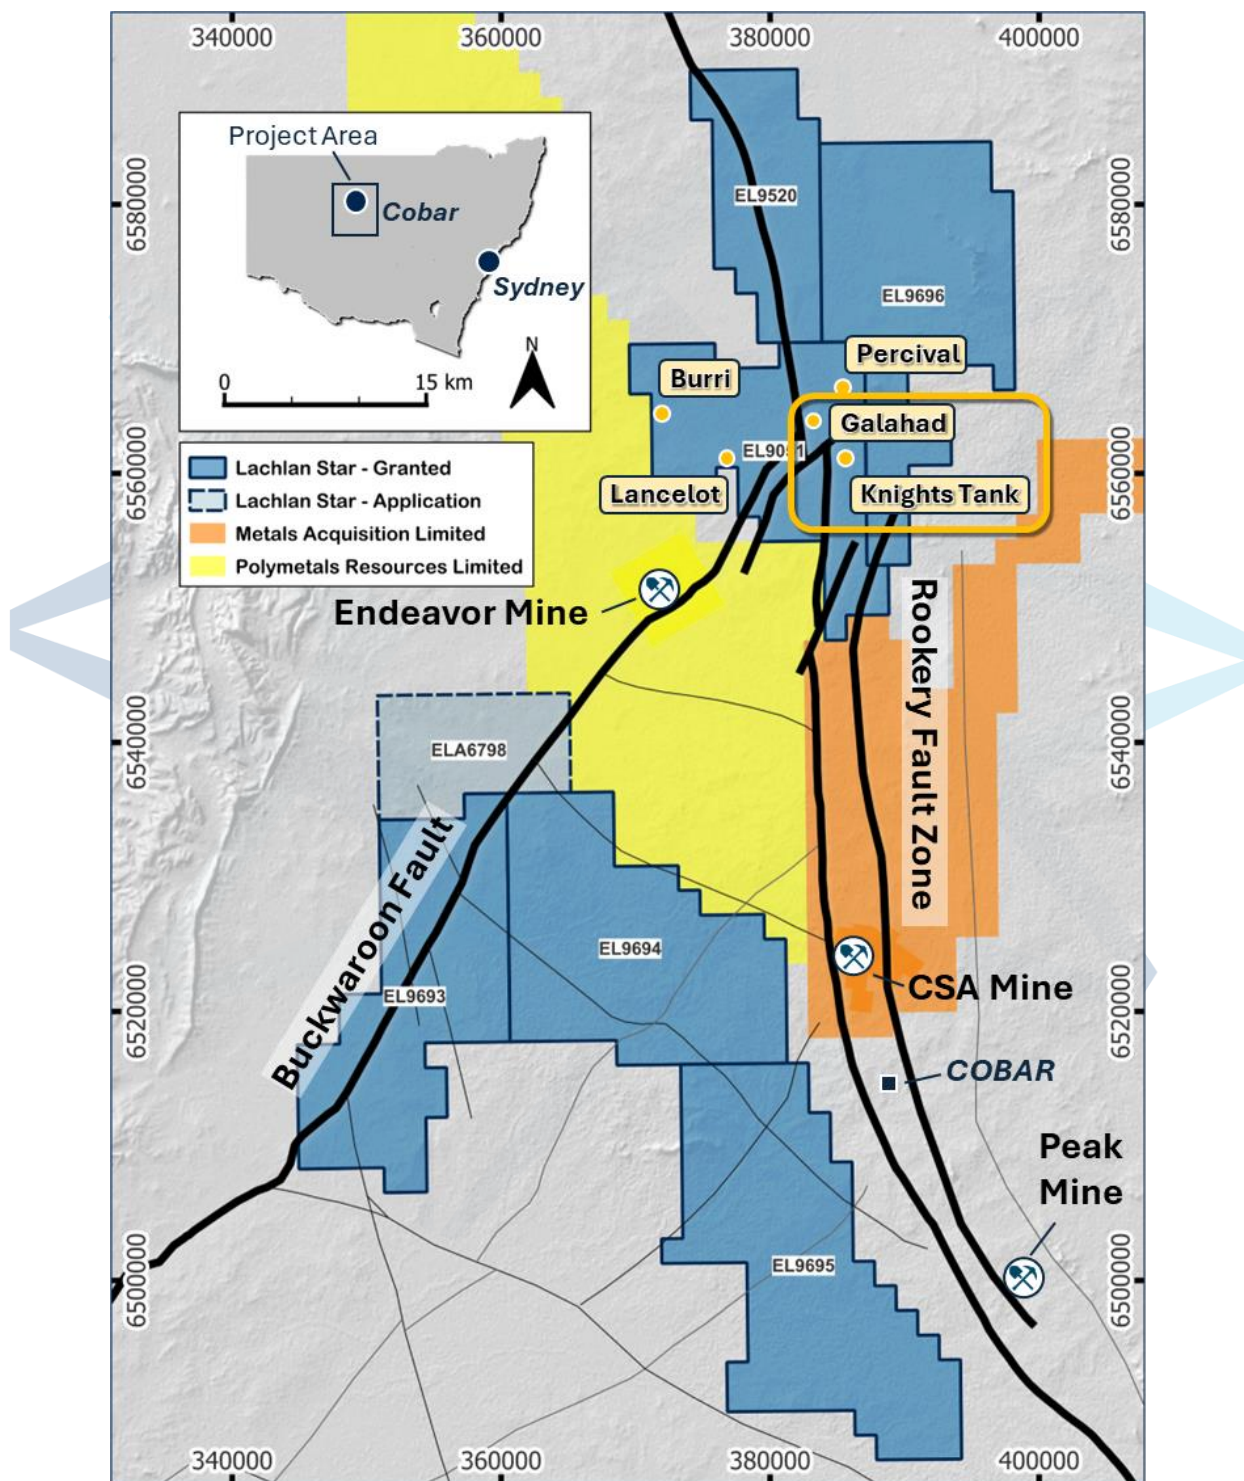 340000
360000
380000
400000
Project Area
Cobar
Sydney
N
0
15 km
Lachlan Star - Granted
Lachlan Star - Application
Metals Acquisition Limited
Polymetals Resources Limited
6580000
6580000
EL9520
EL9696
Percival
Burri
Galahad
EL9051
Lancelot
Knights Tank
6560000
6560000
Endeavor Mine
Rookery Fault Zone
6540000
6540000
ELA6798
Buckwaroon Fault
EL9694
EL9693
CSA Mine
6520000
6520000
COBAR
Peak
Mine
EL9695
6500000
6500000
340000
360000
380000
400000